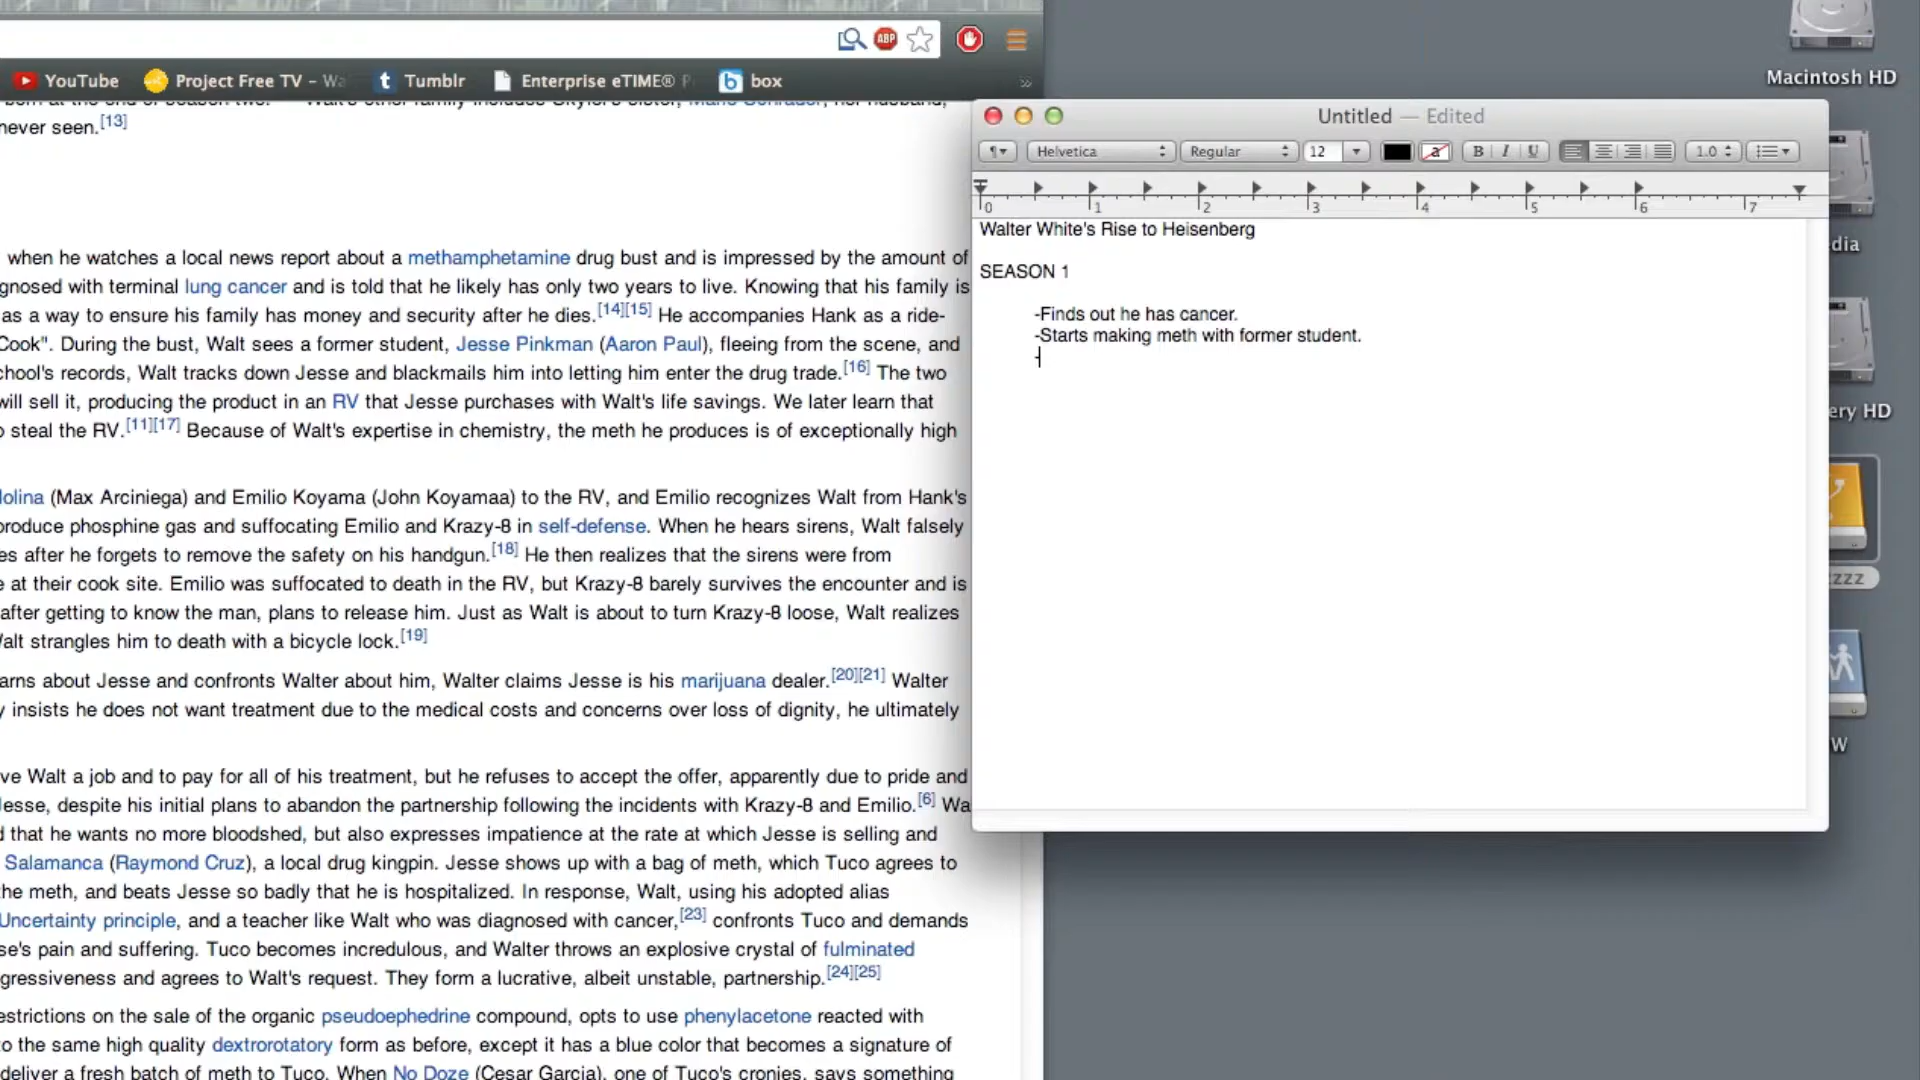 YouTube
Project Free TV – Wa
Tumblr
Enterprise eTIME® P
box
»
never seen.[13]
when he watches a local news report about a methamphetamine drug bust and is impressed by the amount of
gnosed with terminal lung cancer and is told that he likely has only two years to live. Knowing that his family is
as a way to ensure his family has money and security after he dies.[14][15] He accompanies Hank as a ride-
Cook". During the bust, Walt sees a former student, Jesse Pinkman (Aaron Paul), fleeing from the scene, and
chool's records, Walt tracks down Jesse and blackmails him into letting him enter the drug trade.[16] The two
will sell it, producing the product in an RV that Jesse purchases with Walt's life savings. We later learn that
o steal the RV.[11][17] Because of Walt's expertise in chemistry, the meth he produces is of exceptionally high
Molina (Max Arciniega) and Emilio Koyama (John Koyamaa) to the RV, and Emilio recognizes Walt from Hank's
produce phosphine gas and suffocating Emilio and Krazy-8 in self-defense. When he hears sirens, Walt falsely
es after he forgets to remove the safety on his handgun.[18] He then realizes that the sirens were from
e at their cook site. Emilio was suffocated to death in the RV, but Krazy-8 barely survives the encounter and is
after getting to know the man, plans to release him. Just as Walt is about to turn Krazy-8 loose, Walt realizes
Walt strangles him to death with a bicycle lock.[19]
arns about Jesse and confronts Walter about him, Walter claims Jesse is his marijuana dealer.[20][21] Walter
y insists he does not want treatment due to the medical costs and concerns over loss of dignity, he ultimately
ve Walt a job and to pay for all of his treatment, but he refuses to accept the offer, apparently due to pride and
Jesse, despite his initial plans to abandon the partnership following the incidents with Krazy-8 and Emilio.[6] Wa
d that he wants no more bloodshed, but also expresses impatience at the rate at which Jesse is selling and
Salamanca (Raymond Cruz), a local drug kingpin. Jesse shows up with a bag of meth, which Tuco agrees to
the meth, and beats Jesse so badly that he is hospitalized. In response, Walt, using his adopted alias
Uncertainty principle, and a teacher like Walt who was diagnosed with cancer,[23] confronts Tuco and demands
se's pain and suffering. Tuco becomes incredulous, and Walter throws an explosive crystal of fulminated
gressiveness and agrees to Walt's request. They form a lucrative, albeit unstable, partnership.[24][25]
estrictions on the sale of the organic pseudoephedrine compound, opts to use phenylacetone reacted with
o the same high quality dextrorotatory form as before, except it has a blue color that becomes a signature of
deliver a fresh batch of meth to Tuco. When No Doze (Cesar Garcia), one of Tuco's cronies, says something
ABP
Untitled — Edited
Helvetica
Regular
12
a
B I U
1.0
0 1 2 3 4 5 6 7
Walter White's Rise to Heisenberg
SEASON 1
-Finds out he has cancer.
-Starts making meth with former student.
-
Macintosh HD
dia
ery HD
zzz
W